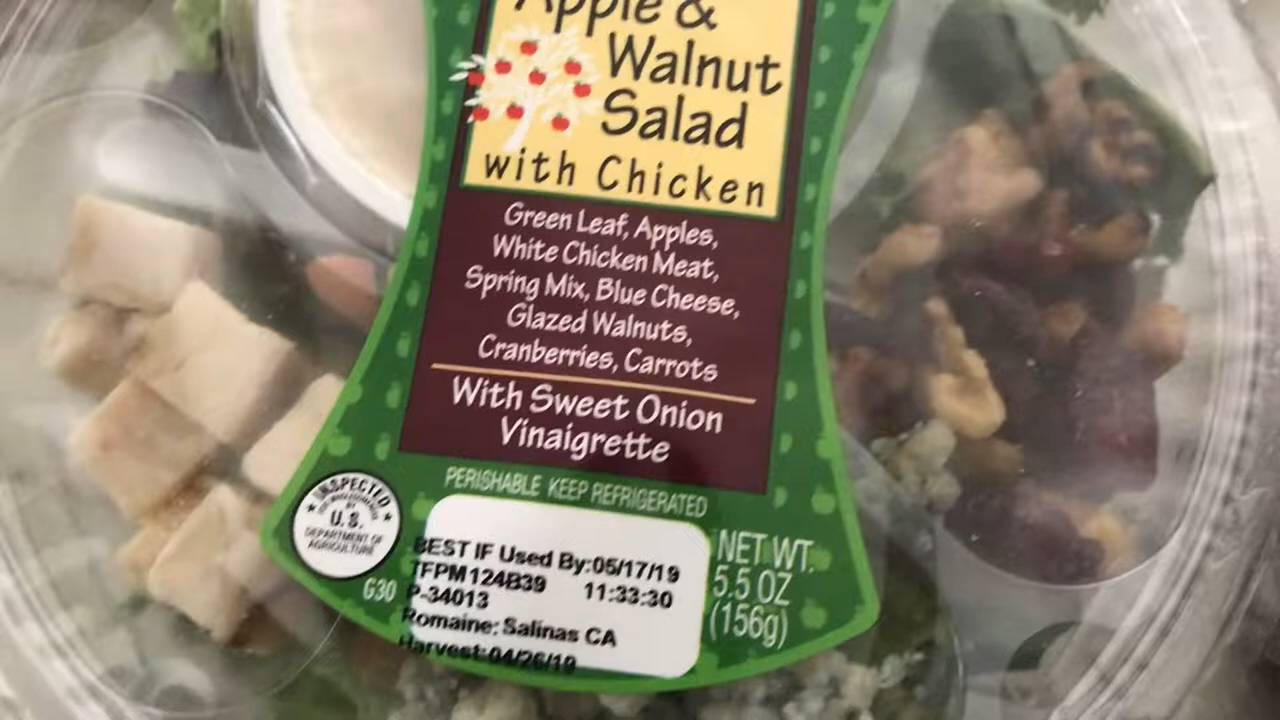 Apple &
Walnut
Salad
with Chicken
Green Leaf, Apples,
White Chicken Meat,
Spring Mix, Blue Cheese,
Glazed Walnuts,
Cranberries, Carrots
With Sweet Onion
Vinaigrette
PERISHABLE KEEP REFRIGERATED
INSPECTED
U.S.
DEPARTMENT OF
AGRICULTURE
G30
BEST IF Used By:05/17/19
TFPM124B39 11:33:30
P-34013
Romaine: Salinas CA
Harvest:04/26/19
NET WT.
5.5 OZ
(156g)